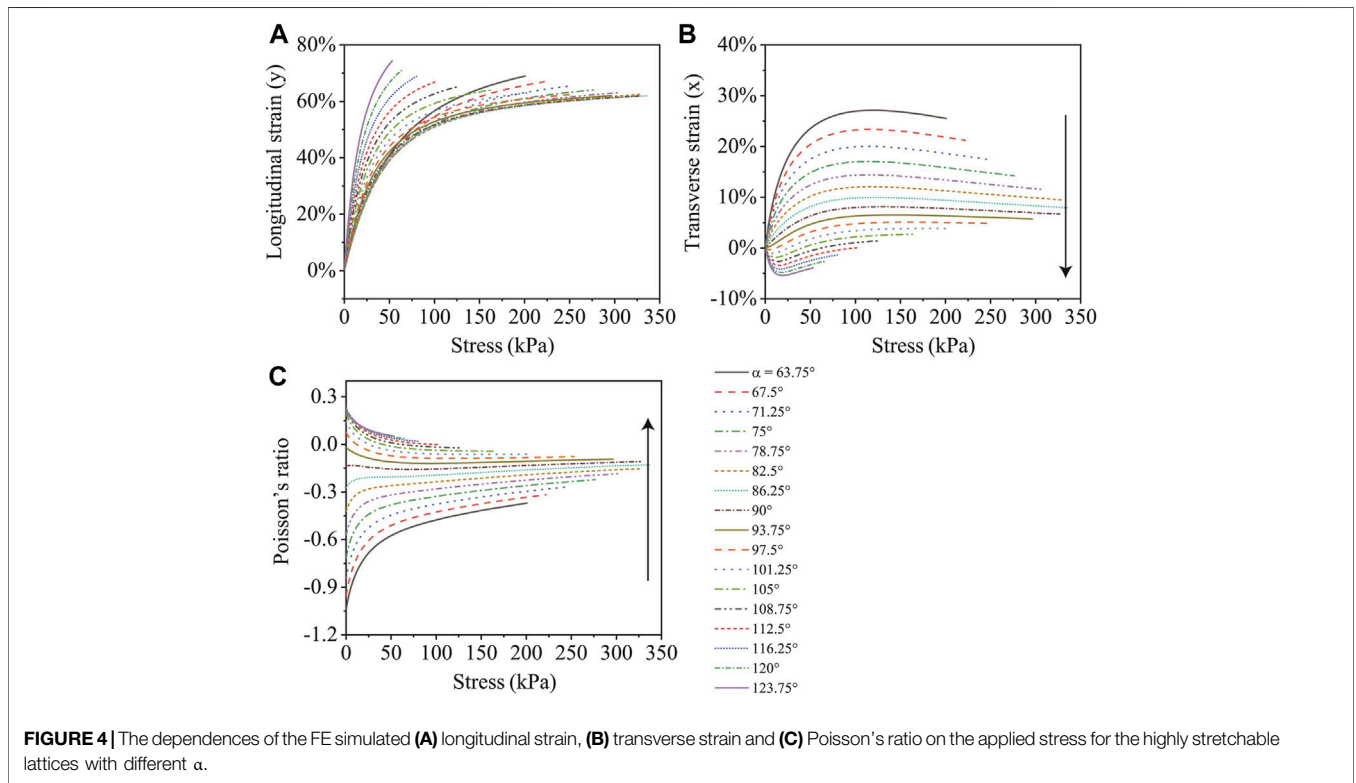 A
80%
60%
40%
20%
0%
Longitudinal strain (y)
0 50 100 150 200 250 300 350
Stress (kPa)
B
40%
30%
20%
10%
0%
-10%
Transverse strain (x)
0 50 100 150 200 250 300 350
Stress (kPa)
C
0.3
0.0
-0.3
-0.6
-0.9
-1.2
Poisson's ratio
0 50 100 150 200 250 300 350
Stress (kPa)
α = 63.75°
67.5°
71.25°
75°
78.75°
82.5°
86.25°
90°
93.75°
97.5°
101.25°
105°
108.75°
112.5°
116.25°
120°
123.75°
FIGURE 4 | The dependences of the FE simulated (A) longitudinal strain, (B) transverse strain and (C) Poisson's ratio on the applied stress for the highly stretchable
lattices with different α.